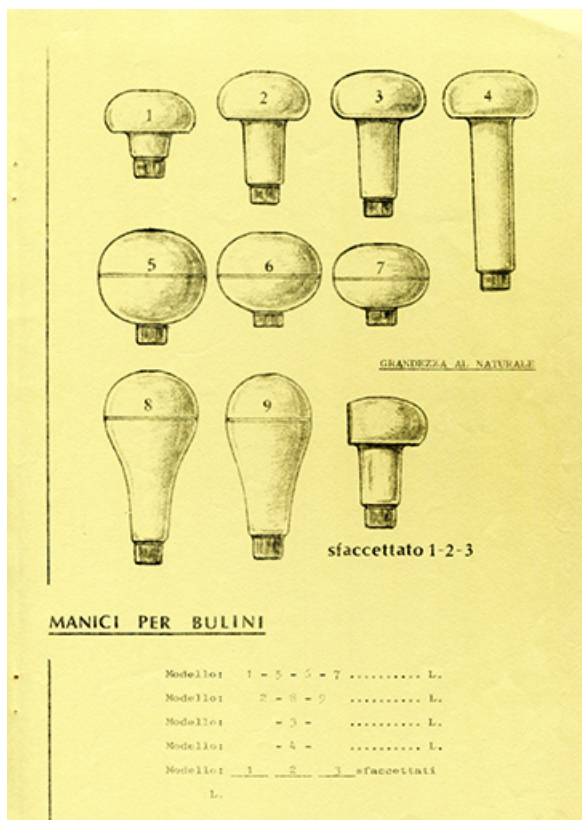 1
2
3
4
5
6
7
GRANDEZZA AL NATURALE
8
9
sfaccettato 1-2-3
MANICI PER BULINI
Modello: 1 - 5 - 6 - 7 .......... L.
Modello: 2 - 8 - 9 .......... L.
Modello: - 3 - .......... L.
Modello: - 4 - .......... L.
Modello: 1 2 3 sfaccettati
L.